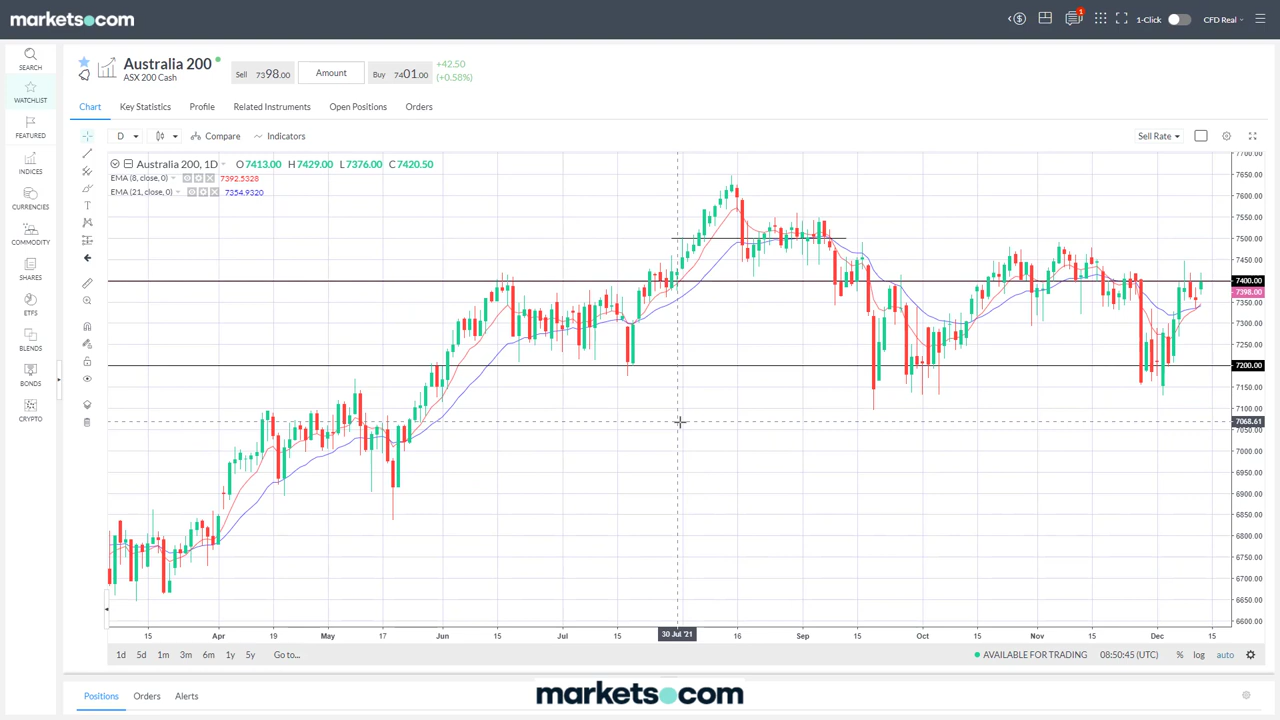 markets.com
1
1-Click
CFD Real
SEARCH
WATCHLIST
FEATURED
INDICES
CURRENCIES
COMMODITY
SHARES
ETFS
BLENDS
BONDS
CRYPTO
Australia 200
ASX 200 Cash
Sell 7398.00
Amount
Buy 7401.00
+42.50
(+0.58%)
Chart Key Statistics Profile Related Instruments Open Positions Orders
D Compare Indicators Sell Rate
Australia 200, 1D O 7413.00 H 7429.00 L 7376.00 C 7420.50
EMA (8, close, 0) 7392.5328
EMA (21, close, 0) 7354.9320
7700.00
7650.00
7600.00
7550.00
7500.00
7450.00
7400.00
7398.00
7350.00
7300.00
7250.00
7200.00
7150.00
7100.00
7068.61
7050.00
7000.00
6950.00
6900.00
6850.00
6800.00
6750.00
6700.00
6650.00
6600.00
15 Apr 19 May 17 Jun 15 Jul 15 30 Jul '21 16 Sep 15 Oct 15 Nov 15 Dec 15
1d 5d 1m 3m 6m 1y 5y Go to... AVAILABLE FOR TRADING 08:50:45 (UTC) % log auto
Positions Orders Alerts
markets.com